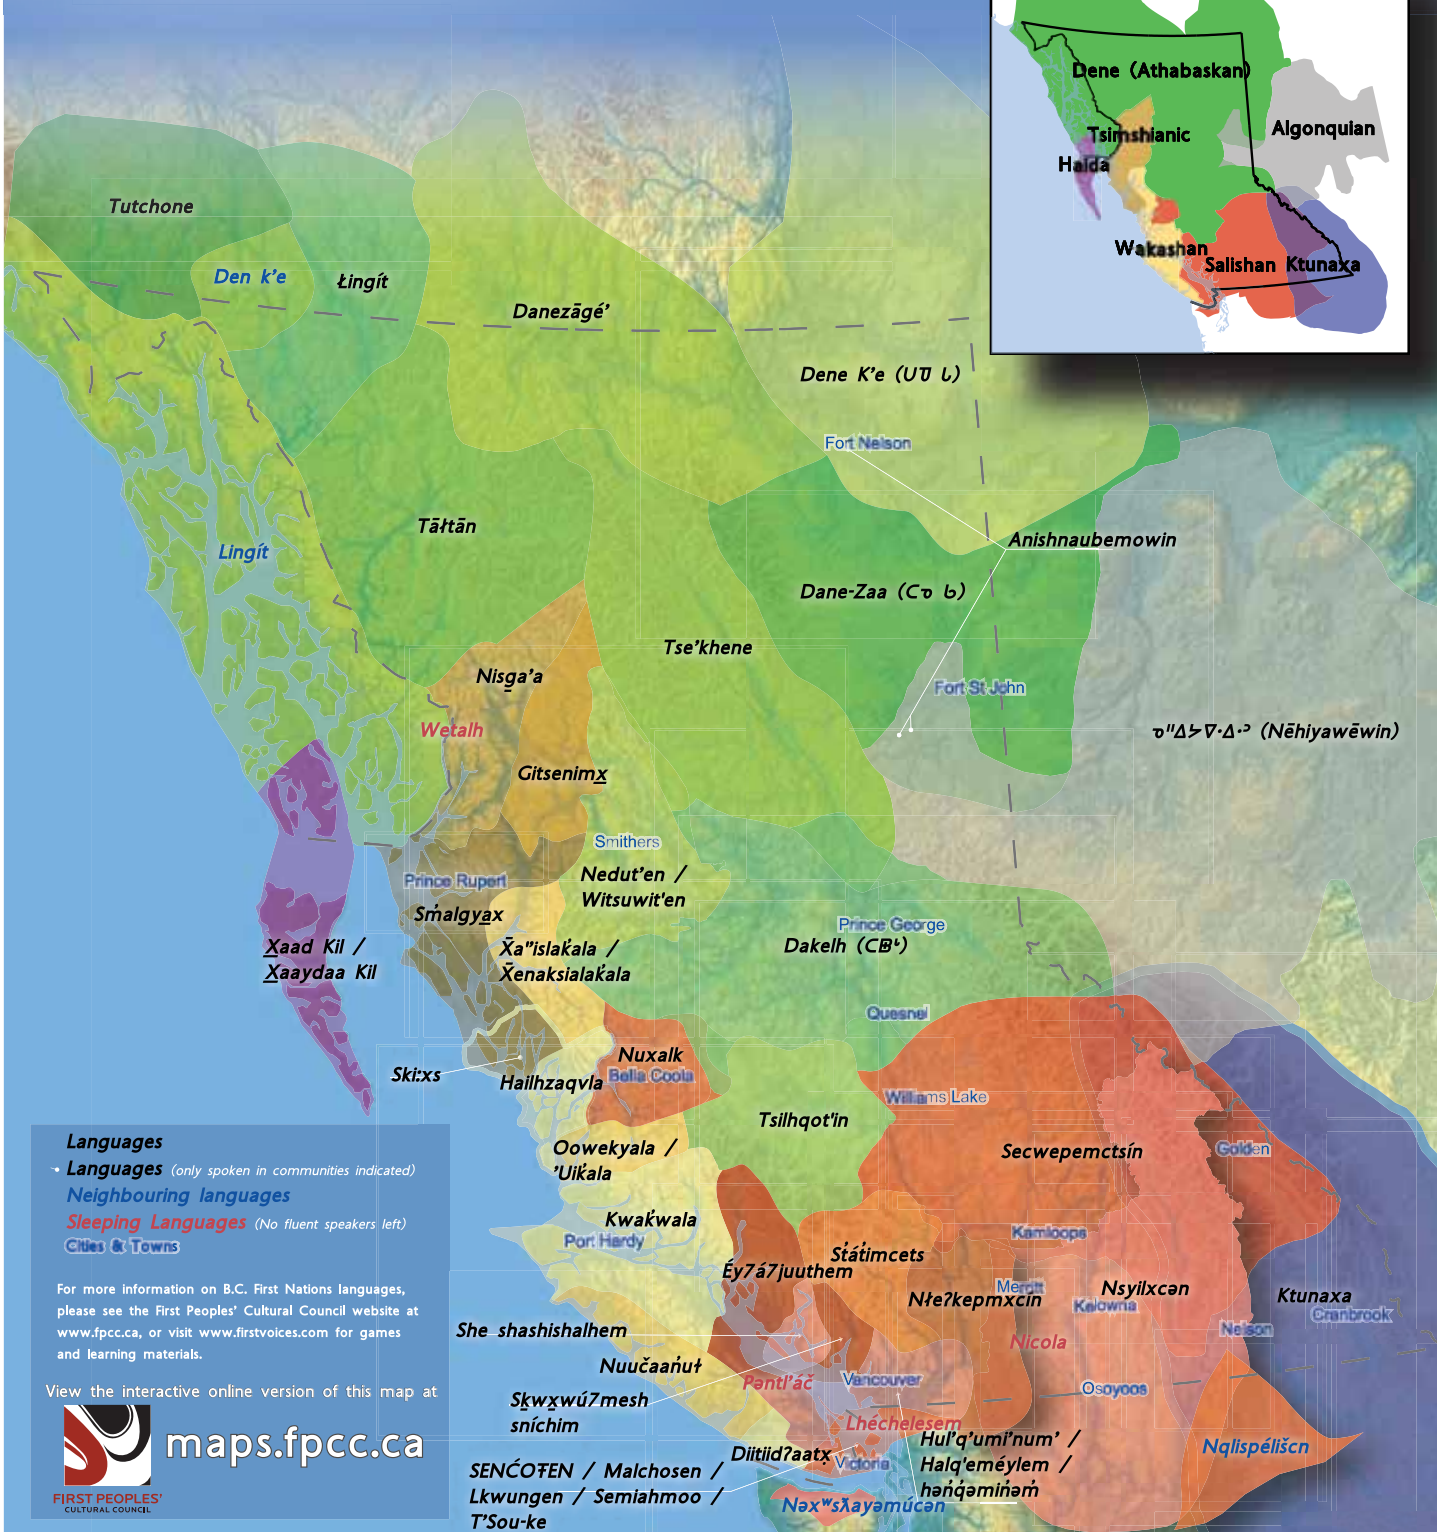 Dene (Athabaskan)
Tsimshianic
Algonquian
Haida
Wakashan
Salishan
Ktunaxa
Tutchone
Den k'e
Łingít
Danezāgé'
Dene K'e (ᑌᘛ ᒐ)
Fort Nelson
Tāłtān
Lingít
Anishnaubemowin
Dane-Zaa (ᑕᓀ ᖚ)
Tse'khene
Nisg̲a'a
Fort St John
Wetalh
ᓀᐦᐃᔭᐍᐏᐣ (Nēhiyawēwin)
Gitsenimx̲
Smithers
Nedut'en /
Witsuwit'en
Prince Rupert
Sm̓algya̲x
Prince George
Dakelh (ᑕᗸᒡ)
X̲aad Kil /
X̲aaydaa Kil
X̄a"islak̓ala /
X̄enaksialak̓ala
Quesnel
Nuxalk
Bella Coola
Ski:xs
Hailhzaqvla
Williams Lake
Tsilhqot'in
Oowekyala /
'Uik̓ala
Secwepemctsín
Golden
Kwak̓wala
Port Hardy
Kamloops
St̓át̓imcets
Éy7á7juuthem
Merritt
Nłeʔkepmxcín
Nsyilxcən
Kelowna
Ktunaxa
Cranbrook
Nelson
She shashishalhem
Nicola
Nuučaan̓uł
Pəntl'áč
Vancouver
Osoyoos
Sḵwx̱wú7mesh
sníchim
Lhéchelesem
Diitiidʔaatx̣
Victoria
Hul'q'umi'num' /
Halq'eméylem /
hən̓q̓əmin̓əm̓
Nqlispélišcn
SENĆOŦEN / Malchosen /
Lkwungen / Semiahmoo /
T'Sou-ke
Nəxʷsƛ̓ayəmúcən
Languages
Languages (only spoken in communities indicated)
Neighbouring languages
Sleeping Languages (No fluent speakers left)
Cities & Towns
For more information on B.C. First Nations languages,
please see the First Peoples' Cultural Council website at
www.fpcc.ca, or visit www.firstvoices.com for games
and learning materials.
View the interactive online version of this map at
maps.fpcc.ca
FIRST PEOPLES'
CULTURAL COUNCIL